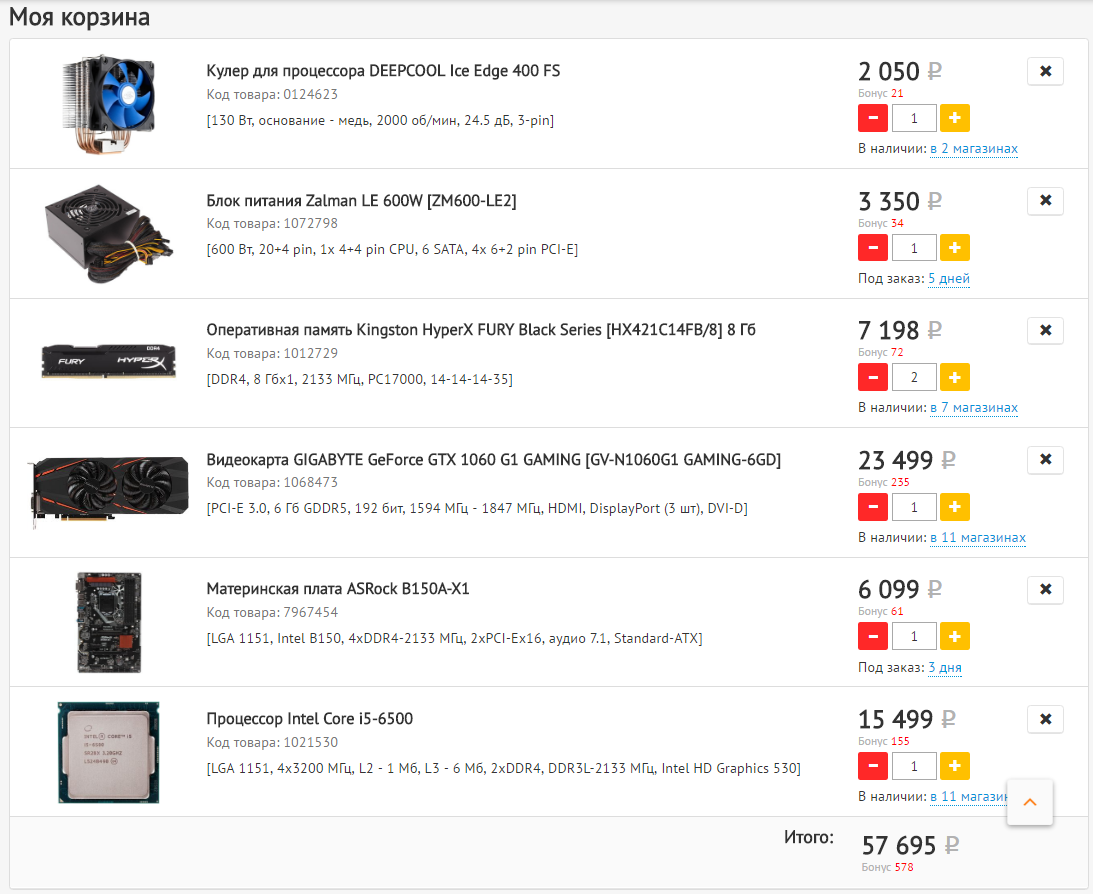 Моя корзина
Кулер для процессора DEEPCOOL Ice Edge 400 FS
Код товара: 0124623
[130 Вт, основание - медь, 2000 об/мин, 24.5 дБ, 3-pin]
2 050 ₽
Бонус 21
− 1 +
В наличии: в 2 магазинах
Блок питания Zalman LE 600W [ZM600-LE2]
Код товара: 1072798
[600 Вт, 20+4 pin, 1x 4+4 pin CPU, 6 SATA, 4x 6+2 pin PCI-E]
3 350 ₽
Бонус 34
− 1 +
Под заказ: 5 дней
FURY HYPERX DDR4
Оперативная память Kingston HyperX FURY Black Series [HX421C14FB/8] 8 Гб
Код товара: 1012729
[DDR4, 8 Гбx1, 2133 МГц, PC17000, 14-14-14-35]
7 198 ₽
Бонус 72
− 2 +
В наличии: в 7 магазинах
Видеокарта GIGABYTE GeForce GTX 1060 G1 GAMING [GV-N1060G1 GAMING-6GD]
Код товара: 1068473
[PCI-E 3.0, 6 Гб GDDR5, 192 бит, 1594 МГц - 1847 МГц, HDMI, DisplayPort (3 шт), DVI-D]
23 499 ₽
Бонус 235
− 1 +
В наличии: в 11 магазинах
Материнская плата ASRock B150A-X1
Код товара: 7967454
[LGA 1151, Intel B150, 4xDDR4-2133 МГц, 2xPCI-Ex16, аудио 7.1, Standard-ATX]
6 099 ₽
Бонус 61
− 1 +
Под заказ: 3 дня
INTEL® CORE™ i5
i5-6500
Процессор Intel Core i5-6500
Код товара: 1021530
[LGA 1151, 4x3200 МГц, L2 - 1 Мб, L3 - 6 Мб, 2xDDR4, DDR3L-2133 МГц, Intel HD Graphics 530]
15 499 ₽
Бонус 155
− 1 +
В наличии: в 11 магазин
Итого:
57 695 ₽
Бонус 578